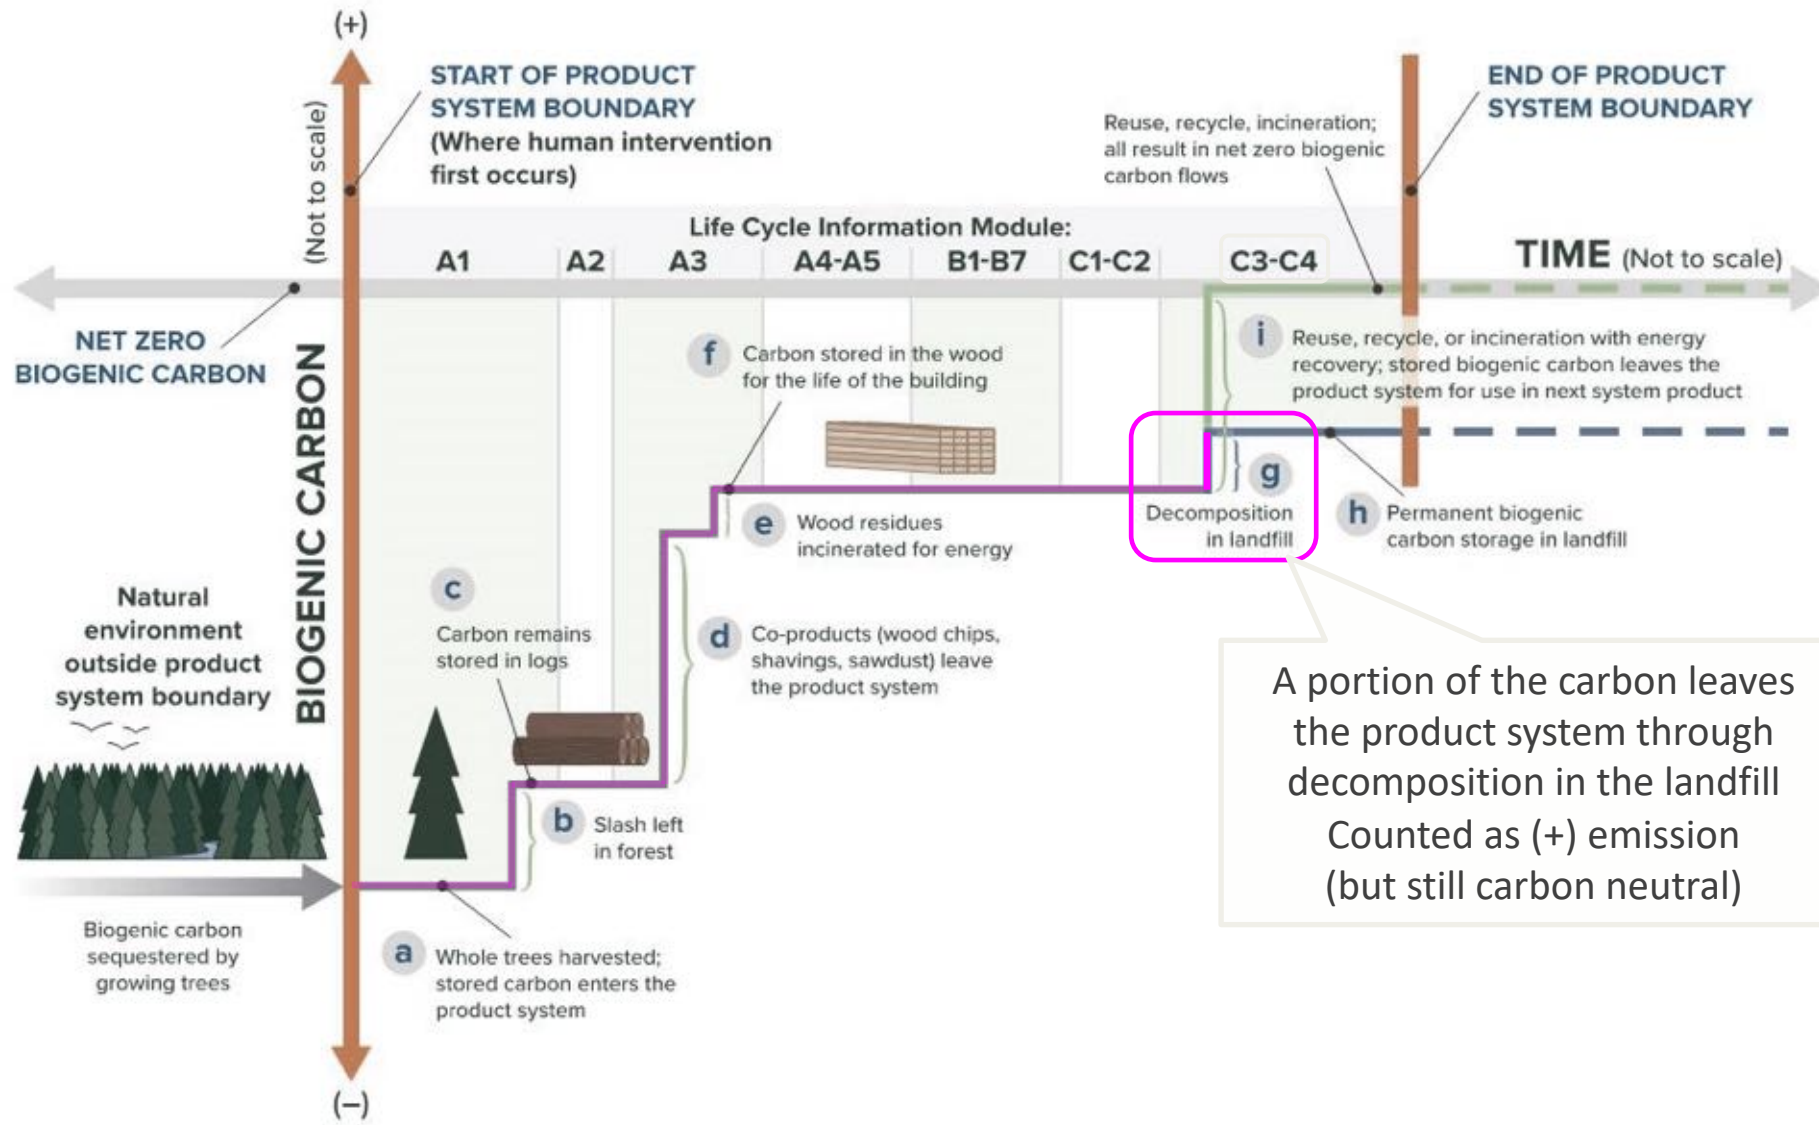 (+)
START OF PRODUCT
SYSTEM BOUNDARY
(Where human intervention
first occurs)
(Not to scale)
Reuse, recycle, incineration;
all result in net zero biogenic
carbon flows
END OF PRODUCT
SYSTEM BOUNDARY
Life Cycle Information Module:
A1
A2
A3
A4-A5
B1-B7
C1-C2
C3-C4
TIME (Not to scale)
NET ZERO
BIOGENIC CARBON
BIOGENIC CARBON
f
Carbon stored in the wood
for the life of the building
i
Reuse, recycle, or incineration with energy
recovery; stored biogenic carbon leaves the
product system for use in next system product
g
Decomposition
in landfill
h
Permanent biogenic
carbon storage in landfill
e
Wood residues
incinerated for energy
Natural
environment
outside product
system boundary
c
Carbon remains
stored in logs
d
Co-products (wood chips,
shavings, sawdust) leave
the product system
A portion of the carbon leaves
the product system through
decomposition in the landfill
Counted as (+) emission
(but still carbon neutral)
b
Slash left
in forest
Biogenic carbon
sequestered by
growing trees
a
Whole trees harvested;
stored carbon enters the
product system
(−)